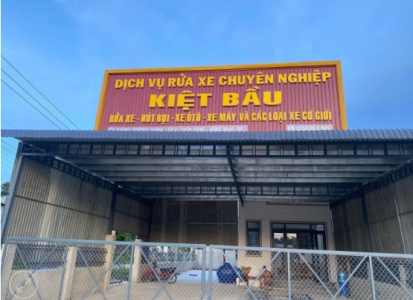 DỊCH VỤ RỬA XE CHUYÊN NGHIỆP
KIỆT BẦU
RỬA XE - HÚT BỤI - XE ÔTÔ - XE MÁY VÀ CÁC LOẠI XE CƠ GIỚI